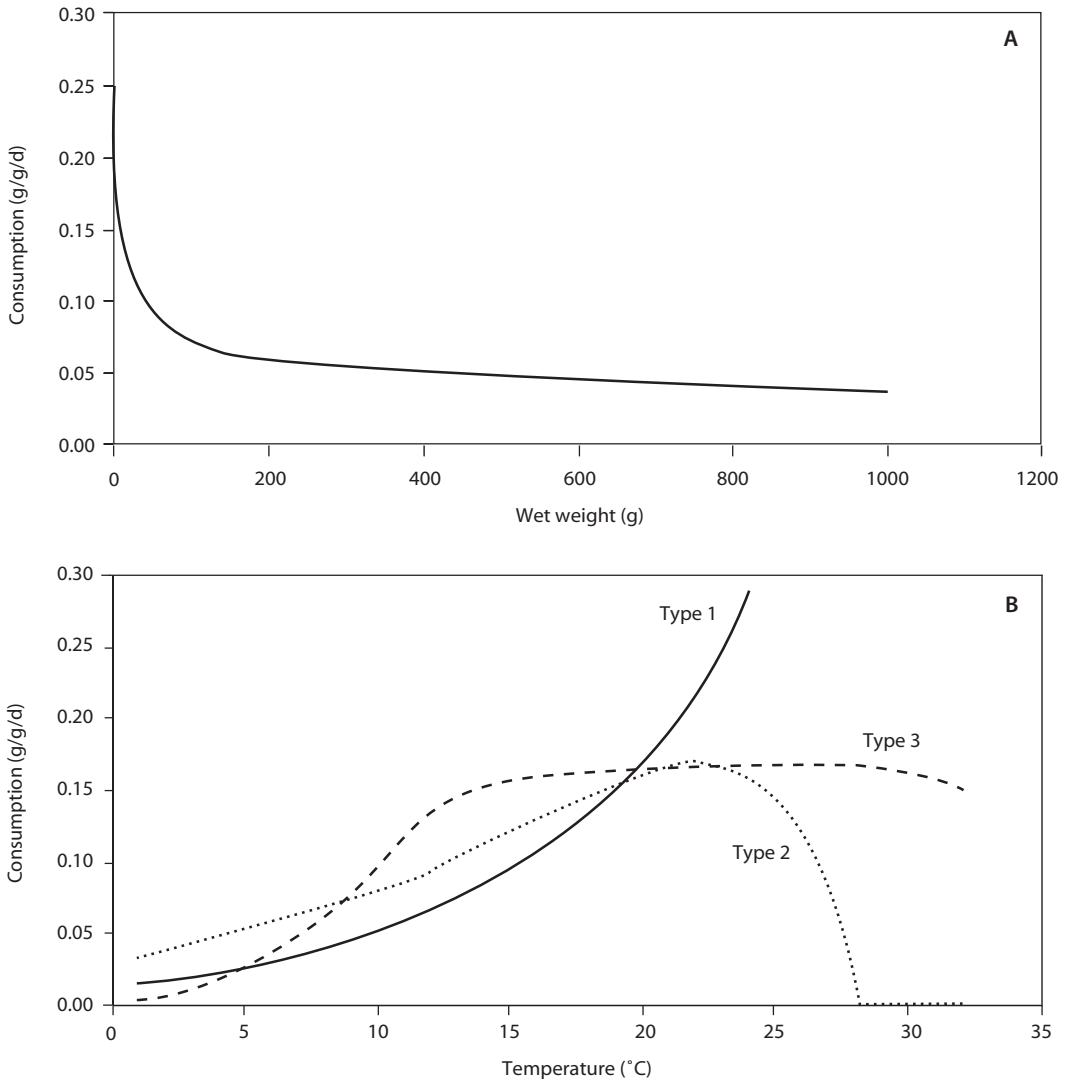 0.30
A
0.25
0.20
0.15
0.10
0.05
0.00
Consumption (g/g/d)
0 200 400 600 800 1000 1200
Wet weight (g)
0.30
B
Type 1
0.25
0.20
Type 3
0.15
Type 2
0.10
0.05
0.00
Consumption (g/g/d)
0 5 10 15 20 25 30 35
Temperature (˚C)